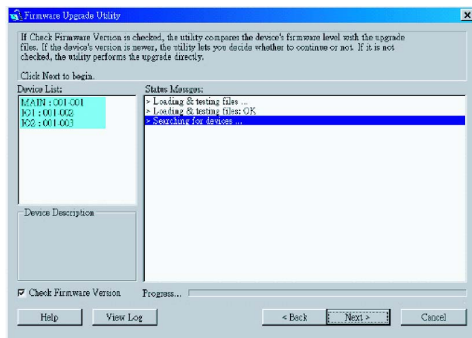 Firmware Upgrade Utility
If Check Firmware Version is checked, the utility compares the device's firmware level with the upgrade
files. If the device's version is newer, the utility lets you decide whether to continue or not. If it is not
checked, the utility performs the upgrade directly.
Click Next to begin.
Device List:
Status Messages:
MAIN : 001-001
IO1 : 001-002
IO2 : 001-003
> Loading & testing files ...
> Loading & testing files: OK
> Searching for devices ...
Device Description
Check Firmware Version
Progress...
Help
View Log
< Back
Next >
Cancel